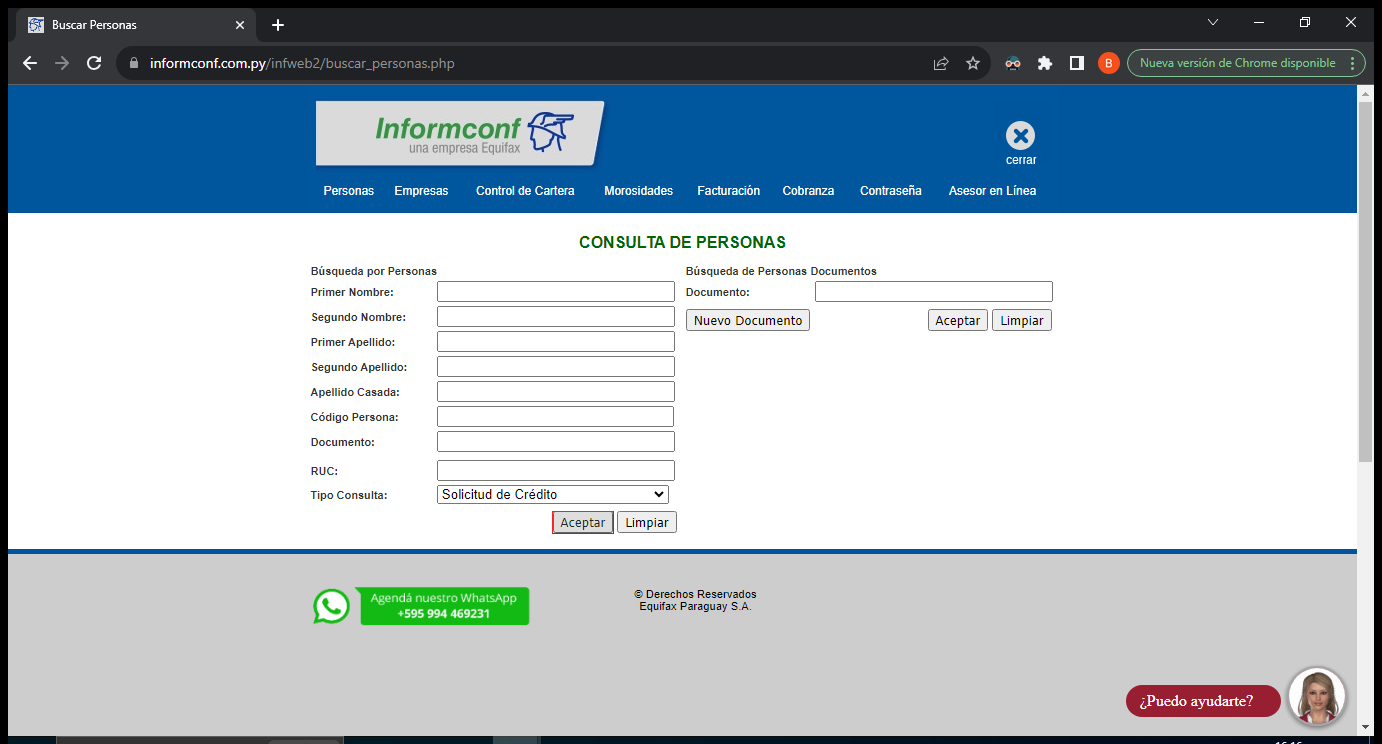 Buscar Personas
informconf.com.py/infweb2/buscar_personas.php
B
Nueva versión de Chrome disponible
Informconf
una empresa Equifax
cerrar
Personas Empresas Control de Cartera Morosidades Facturación Cobranza Contraseña Asesor en Línea
CONSULTA DE PERSONAS
Búsqueda por Personas
Primer Nombre:
Segundo Nombre:
Primer Apellido:
Segundo Apellido:
Apellido Casada:
Código Persona:
Documento:
RUC:
Tipo Consulta: Solicitud de Crédito
Aceptar Limpiar
Búsqueda de Personas Documentos
Documento:
Nuevo Documento Aceptar Limpiar
Agendá nuestro WhatsApp
+595 994 469231
© Derechos Reservados
Equifax Paraguay S.A.
¿Puedo ayudarte?